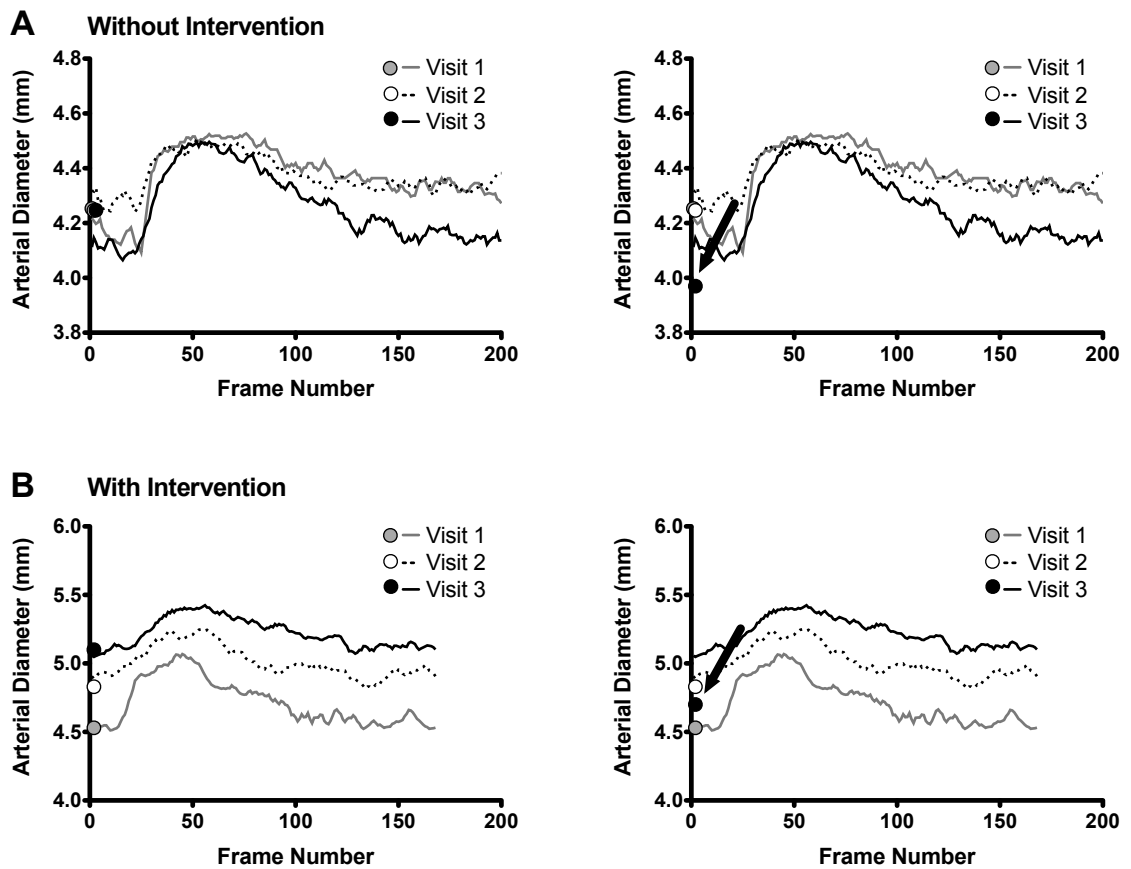 A Without Intervention
4.8
4.6
4.4
4.2
4.0
3.8
Arterial Diameter (mm)
Visit 1
Visit 2
Visit 3
0 50 100 150 200
Frame Number
4.8
4.6
4.4
4.2
4.0
3.8
Arterial Diameter (mm)
Visit 1
Visit 2
Visit 3
0 50 100 150 200
Frame Number
B With Intervention
6.0
5.5
5.0
4.5
4.0
Arterial Diameter (mm)
Visit 1
Visit 2
Visit 3
0 50 100 150 200
Frame Number
6.0
5.5
5.0
4.5
4.0
Arterial Diameter (mm)
Visit 1
Visit 2
Visit 3
0 50 100 150 200
Frame Number